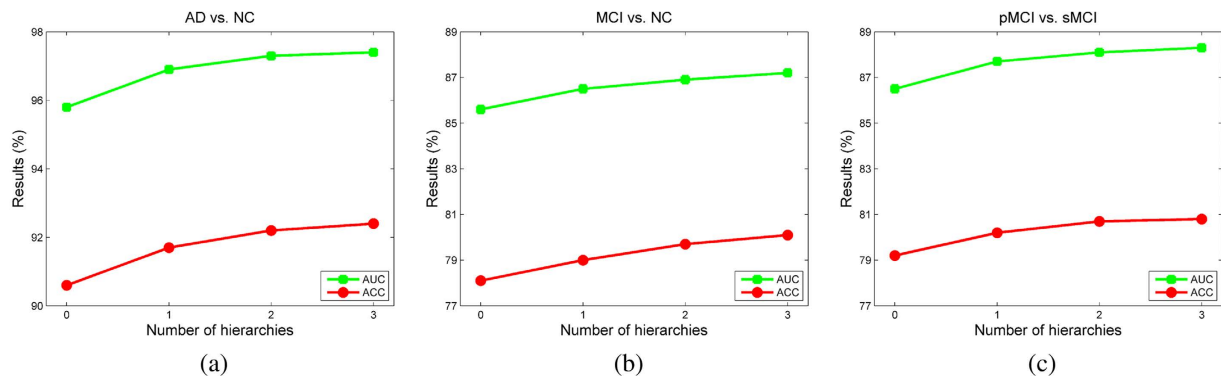 AD vs. NC
98
96
94
92
90
Results (%)
0 1 2 3
Number of hierarchies
AUC
ACC
(a)
MCI vs. NC
89
87
85
83
81
79
77
Results (%)
0 1 2 3
Number of hierarchies
AUC
ACC
(b)
pMCI vs. sMCI
89
87
85
83
81
79
77
Results (%)
0 1 2 3
Number of hierarchies
AUC
ACC
(c)